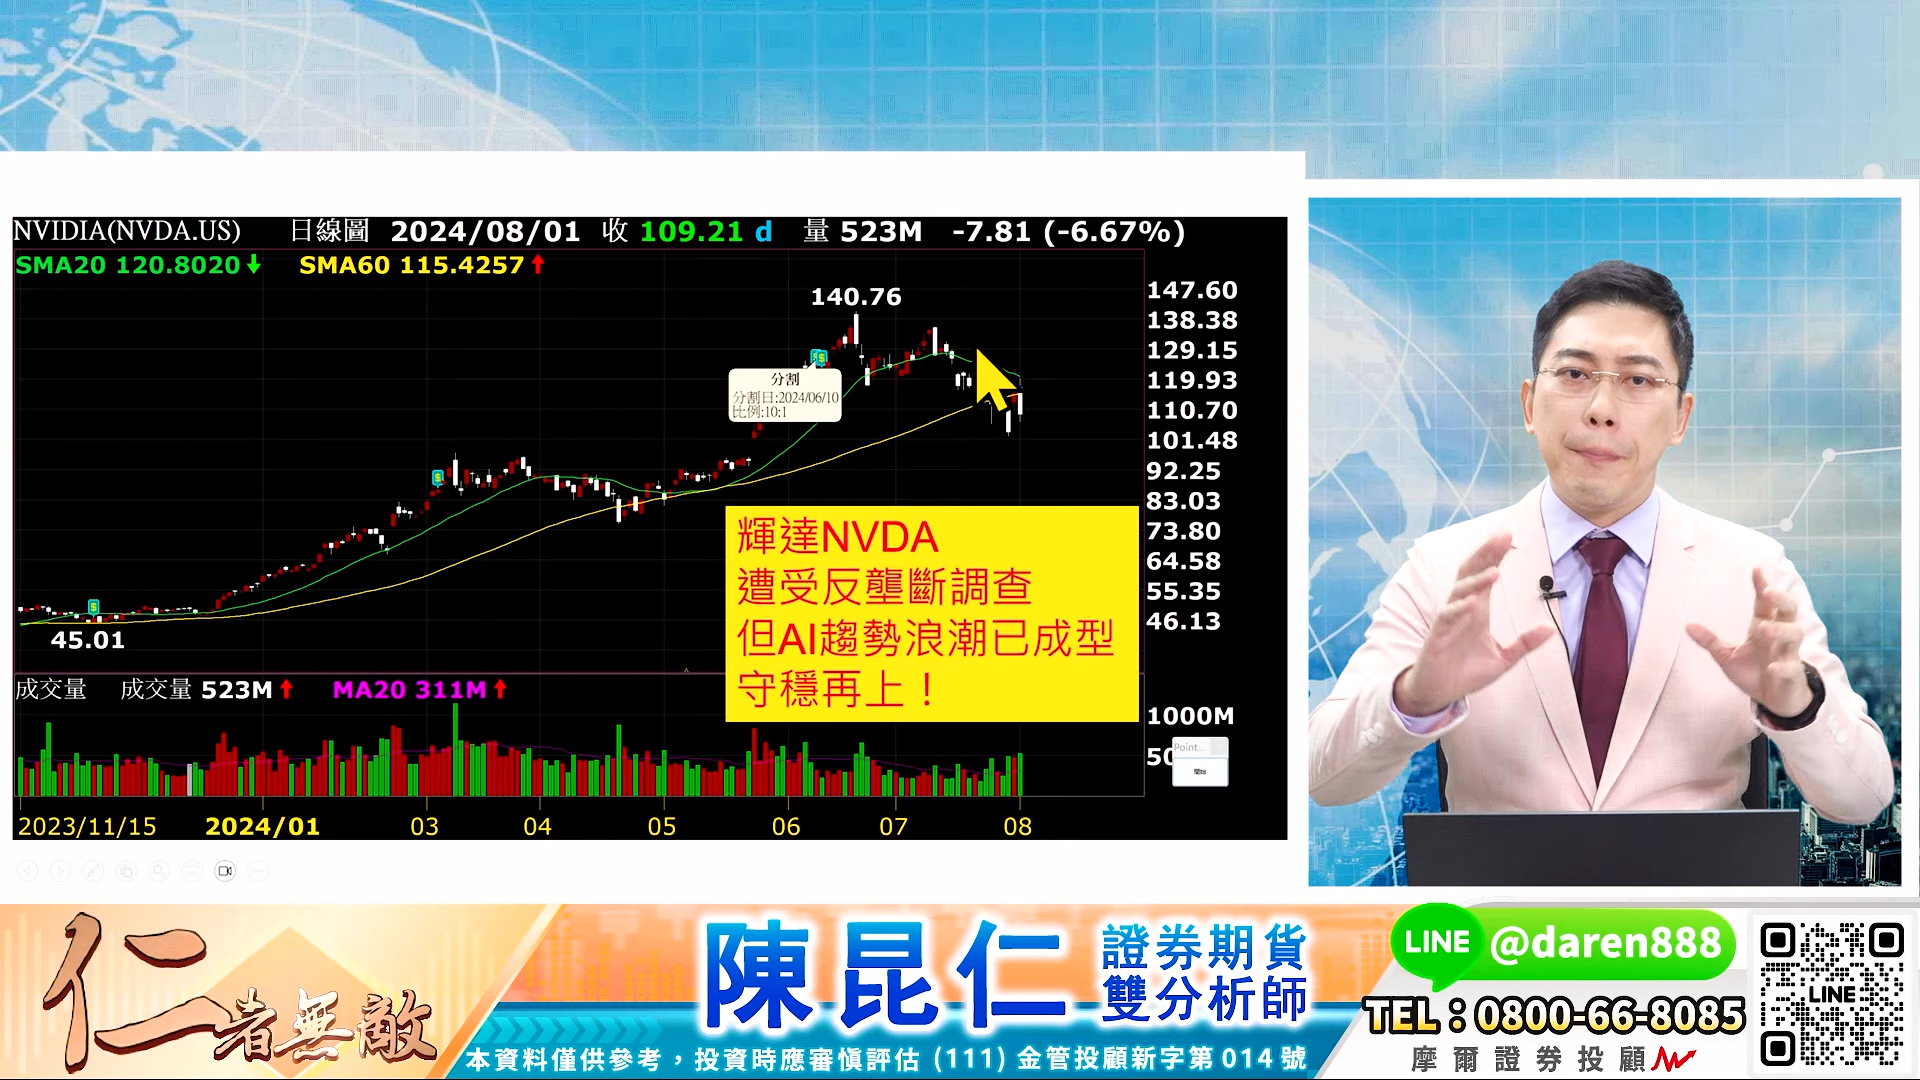 NVIDIA(NVDA.US) 日線圖 2024/08/01 收 109.21 d 量 523M -7.81 (-6.67%)
SMA20 120.8020↓ SMA60 115.4257↑
140.76
147.60
138.38
129.15
119.93
110.70
101.48
92.25
83.03
73.80
64.58
55.35
46.13
分割
分割日:2024/06/10
比例:10:1
$
$
$
45.01
輝達NVDA
遭受反壟斷調查
但AI趨勢浪潮已成型
守穩再上！
成交量 成交量 523M↑ MA20 311M↑
1000M
50
Point...
開始
2023/11/15 2024/01 03 04 05 06 07 08
仁者無敵
陳昆仁
證券期貨
雙分析師
本資料僅供參考，投資時應審慎評估 (111) 金管投顧新字第014號
LINE @daren888
TEL：0800-66-8085
摩爾證券投顧
LINE